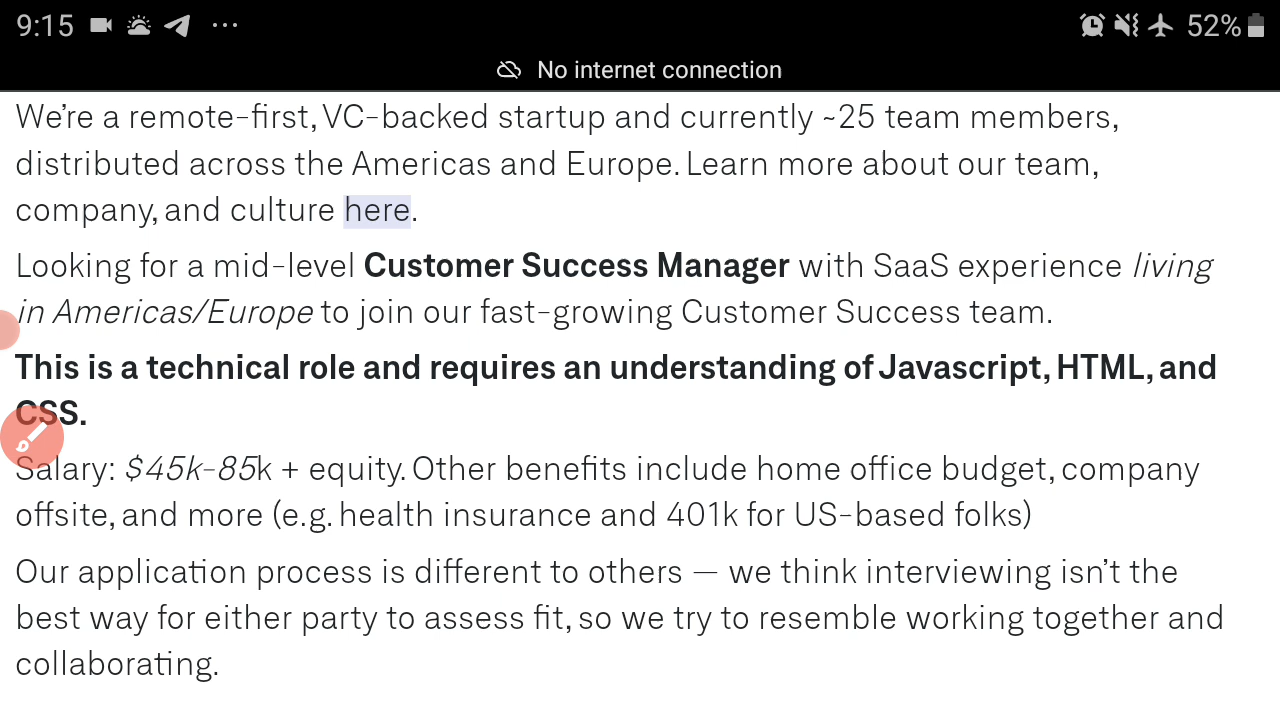 9:15 ... 52%
No internet connection
We're a remote-first, VC-backed startup and currently ~25 team members,
distributed across the Americas and Europe. Learn more about our team,
company, and culture here.
Looking for a mid-level Customer Success Manager with SaaS experience living
in Americas/Europe to join our fast-growing Customer Success team.
This is a technical role and requires an understanding of Javascript, HTML, and
CSS.
Salary: $45k-85k + equity. Other benefits include home office budget, company
offsite, and more (e.g. health insurance and 401k for US-based folks)
Our application process is different to others — we think interviewing isn't the
best way for either party to assess fit, so we try to resemble working together and
collaborating.